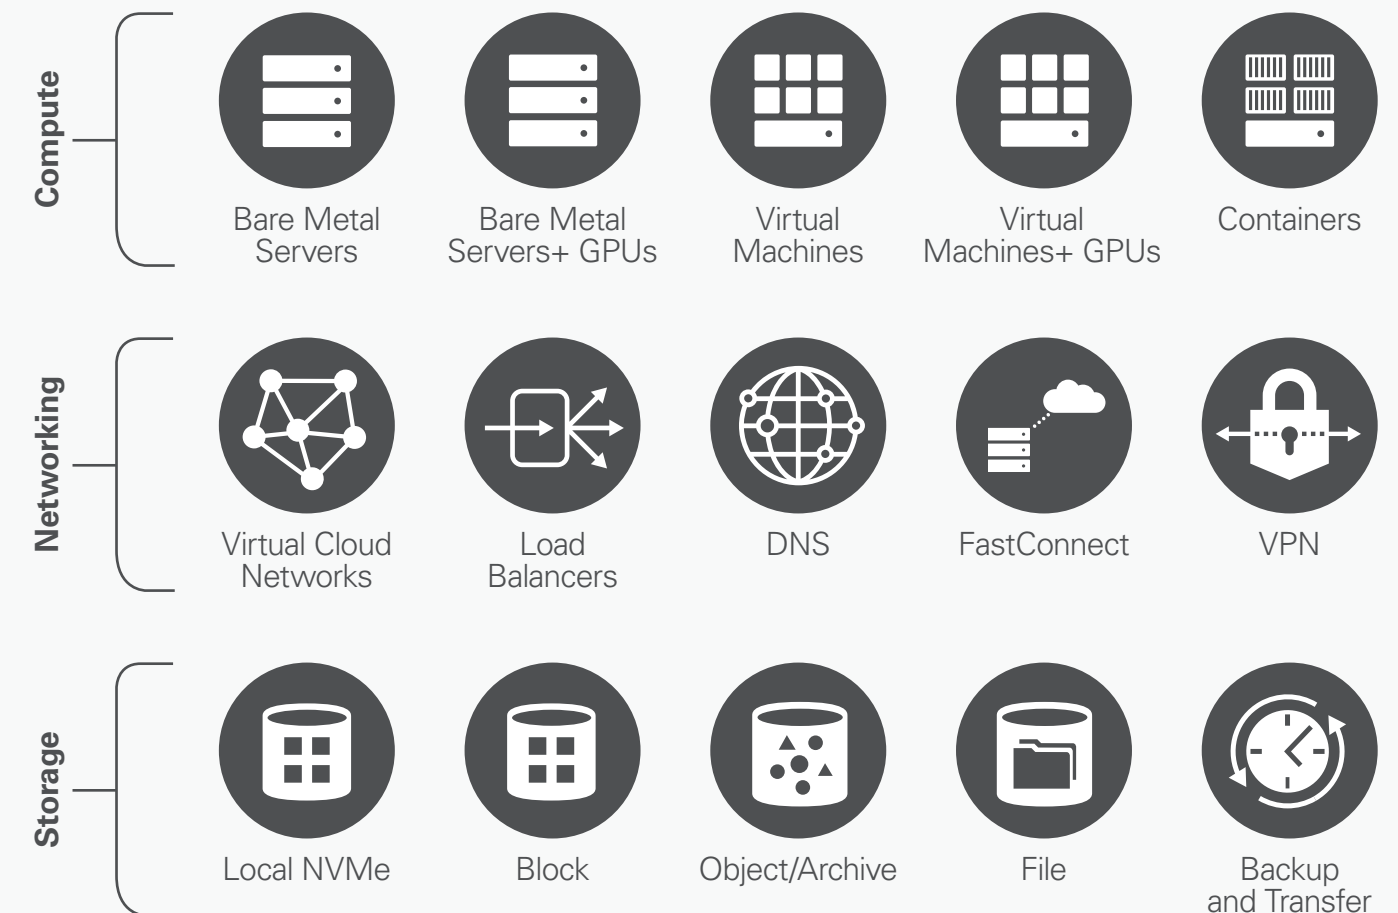 Compute
Bare Metal
Servers
Bare Metal
Servers+ GPUs
Virtual
Machines
Virtual
Machines+ GPUs
Containers
Networking
Virtual Cloud
Networks
Load
Balancers
DNS
FastConnect
VPN
Storage
Local NVMe
Block
Object/Archive
File
Backup
and Transfer